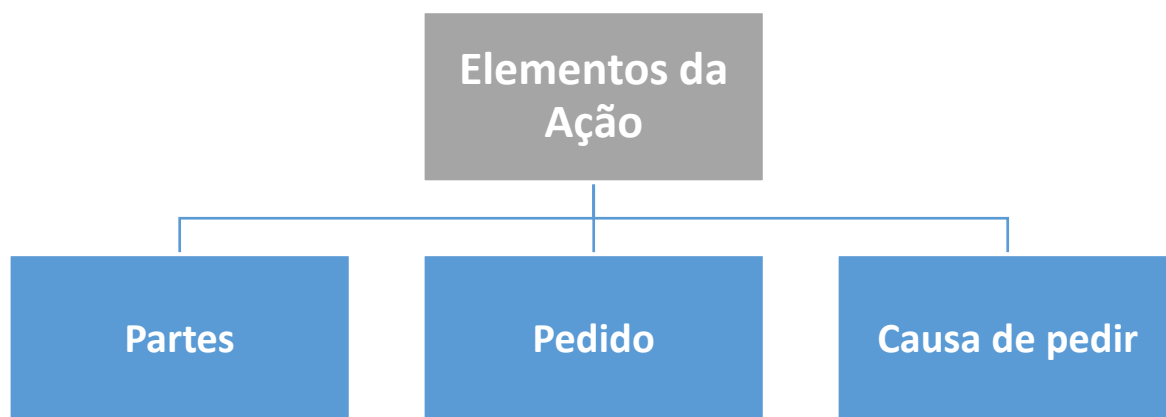 Elementos da
Ação
Partes
Pedido
Causa de pedir